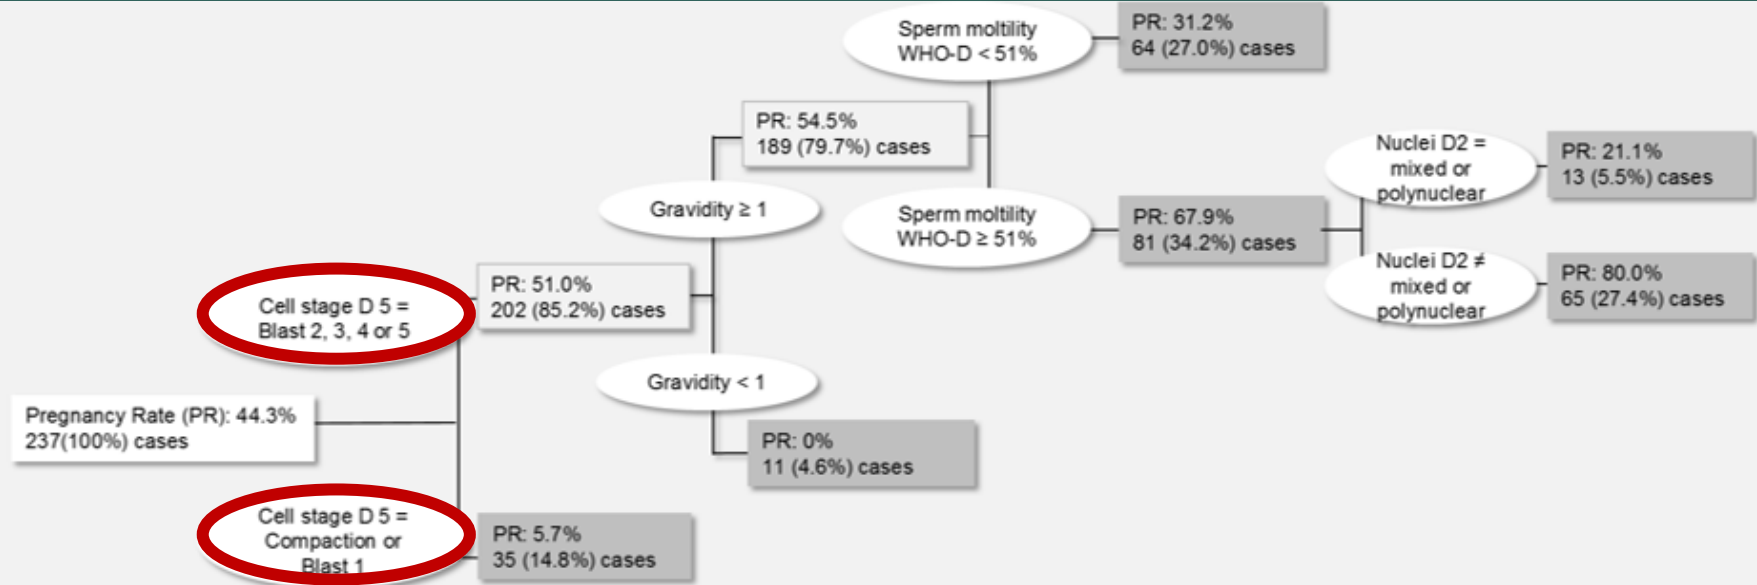 Sperm moltility
WHO-D < 51%
PR: 31.2%
64 (27.0%) cases
PR: 54.5%
189 (79.7%) cases
Nuclei D2 =
mixed or
polynuclear
PR: 21.1%
13 (5.5%) cases
Gravidity ≥ 1
Sperm moltility
WHO-D ≥ 51%
PR: 67.9%
81 (34.2%) cases
Nuclei D2 ≠
mixed or
polynuclear
PR: 80.0%
65 (27.4%) cases
Cell stage D 5 =
Blast 2, 3, 4 or 5
PR: 51.0%
202 (85.2%) cases
Gravidity < 1
Pregnancy Rate (PR): 44.3%
237(100%) cases
PR: 0%
11 (4.6%) cases
Cell stage D 5 =
Compaction or
Blast 1
PR: 5.7%
35 (14.8%) cases